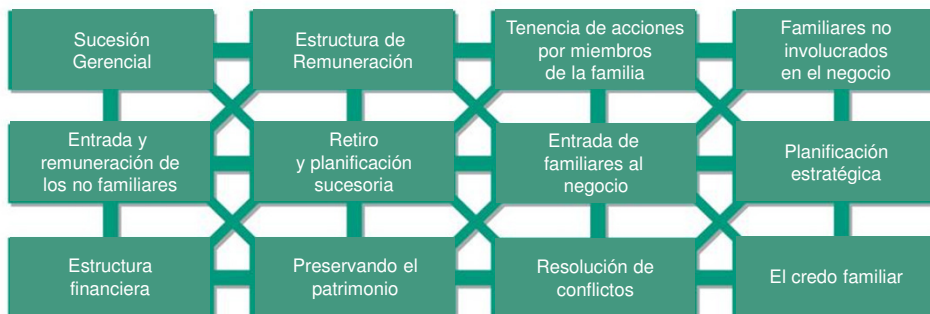 Sucesión
Gerencial
Estructura de
Remuneración
Tenencia de acciones
por miembros
de la familia
Familiares no
involucrados
en el negocio
Entrada y
remuneración de
los no familiares
Retiro
y planificación
sucesoria
Entrada de
familiares al
negocio
Planificación
estratégica
Estructura
financiera
Preservando el
patrimonio
Resolución de
conflictos
El credo familiar